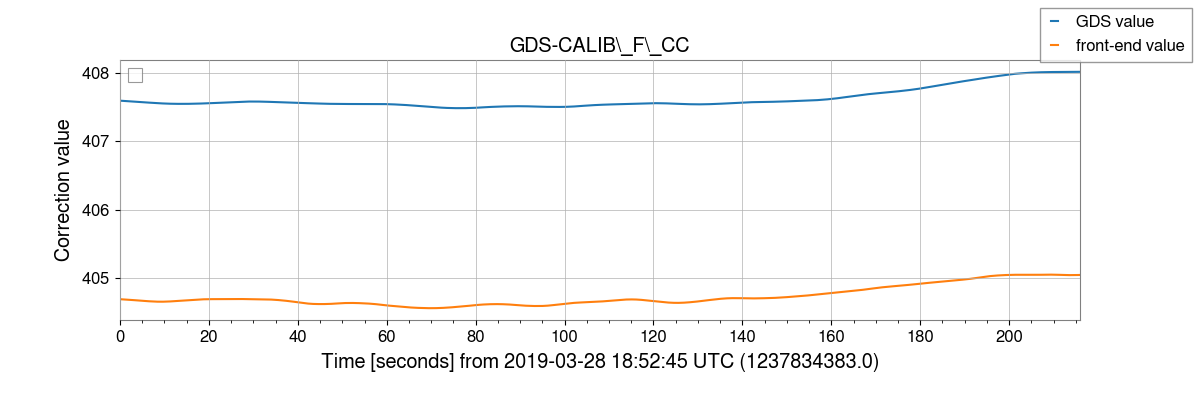 GDS value
front-end value
GDS-CALIB\_F\_CC
408
407
406
405
Correction value
0 20 40 60 80 100 120 140 160 180 200
Time [seconds] from 2019-03-28 18:52:45 UTC (1237834383.0)